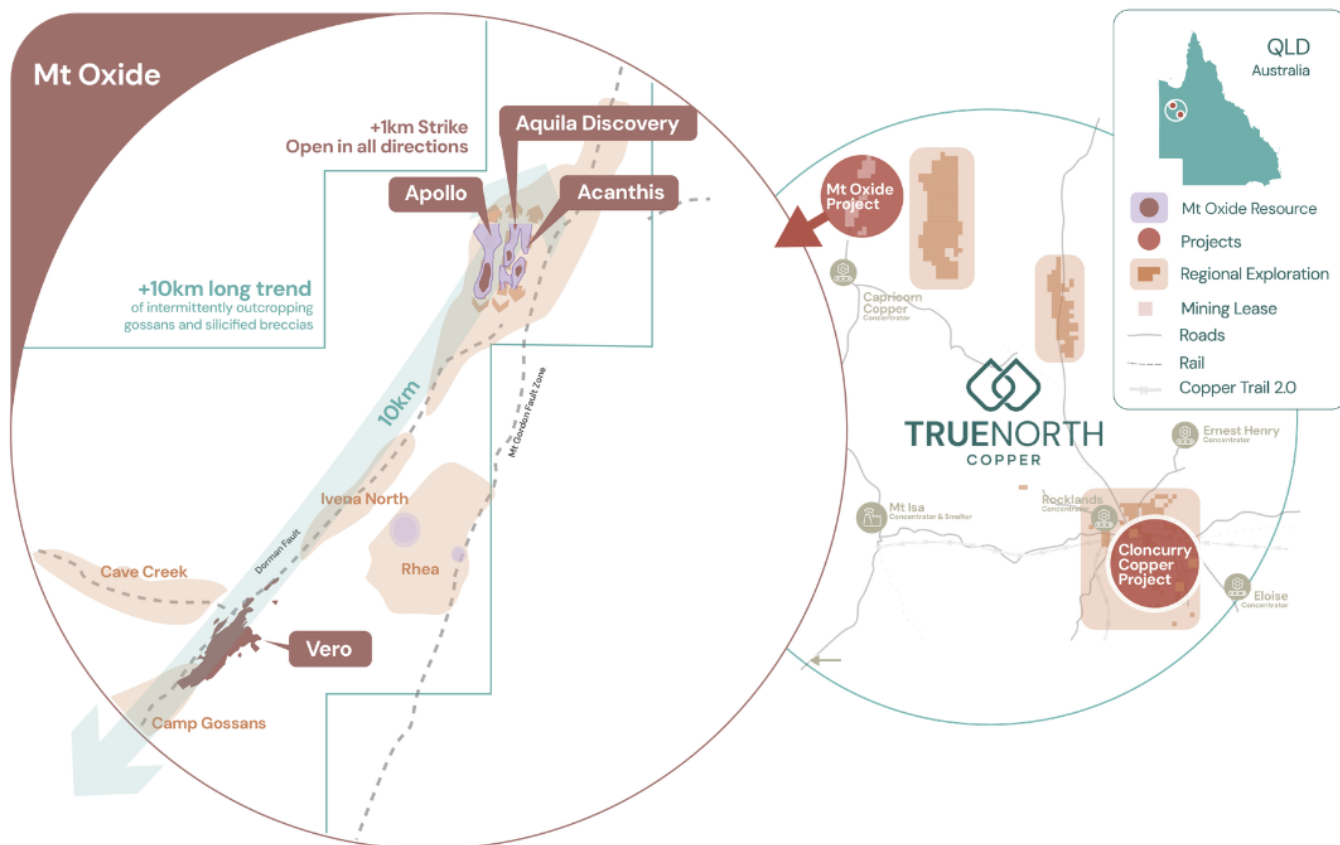 Mt Oxide
+1km Strike
Open in all directions
Aquila Discovery
Apollo
Acanthis
+10km long trend
of intermittently outcropping
gossans and silicified breccias
10km
Mt Gordon Fault Zone
Ivena North
Dorman Fault
Rhea
Cave Creek
Vero
Camp Gossans
Mt Oxide
Project
Capricorn
Copper
Concentrator
TRUENORTH
COPPER
Ernest Henry
Concentrator
Mt Isa
Concentrator & Smelter
Rocklands
Concentrator
Cloncurry
Copper
Project
Eloise
Concentrator
QLD
Australia
Mt Oxide Resource
Projects
Regional Exploration
Mining Lease
Roads
Rail
Copper Trail 2.0